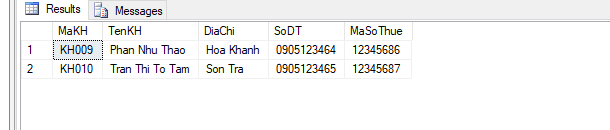 Results Messages
MaKH TenKH DiaChi SoDT MaSoThue
1 KH009 Phan Nhu Thao Hoa Khanh 0905123464 12345686
2 KH010 Tran Thi To Tam Son Tra 0905123465 12345687